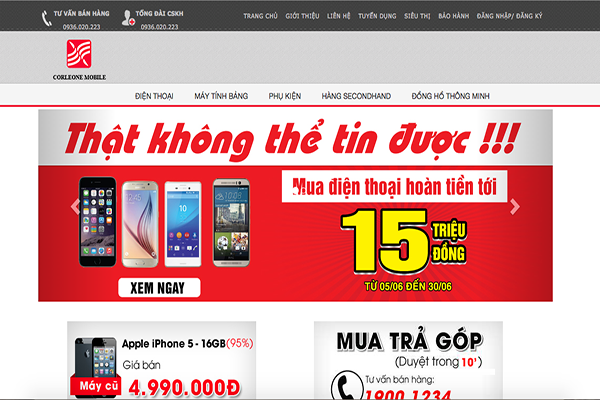 TƯ VẤN BÁN HÀNG
0936.020.223
TỔNG ĐÀI CSKH
0936.020.223
TRANG CHỦ GIỚI THIỆU LIÊN HỆ TUYỂN DỤNG SIÊU THỊ BẢO HÀNH ĐĂNG NHẬP/ ĐĂNG KÝ
CORLEONE MOBILE
ĐIỆN THOẠI MÁY TÍNH BẢNG PHỤ KIỆN HÀNG SECONDHAND ĐỒNG HỒ THÔNG MINH
Thật không thể tin được !!!
Mua điện thoại hoàn tiền tới
15 TRIỆU
ĐỒNG
TỪ 05/06 ĐẾN 30/06
XEM NGAY
Apple iPhone 5 - 16GB(95%)
Giá bán
Máy cũ 4.990.000Đ
MUA TRẢ GÓP
(Duyệt trong 10')
Tư vấn bán hàng:
1900.1234